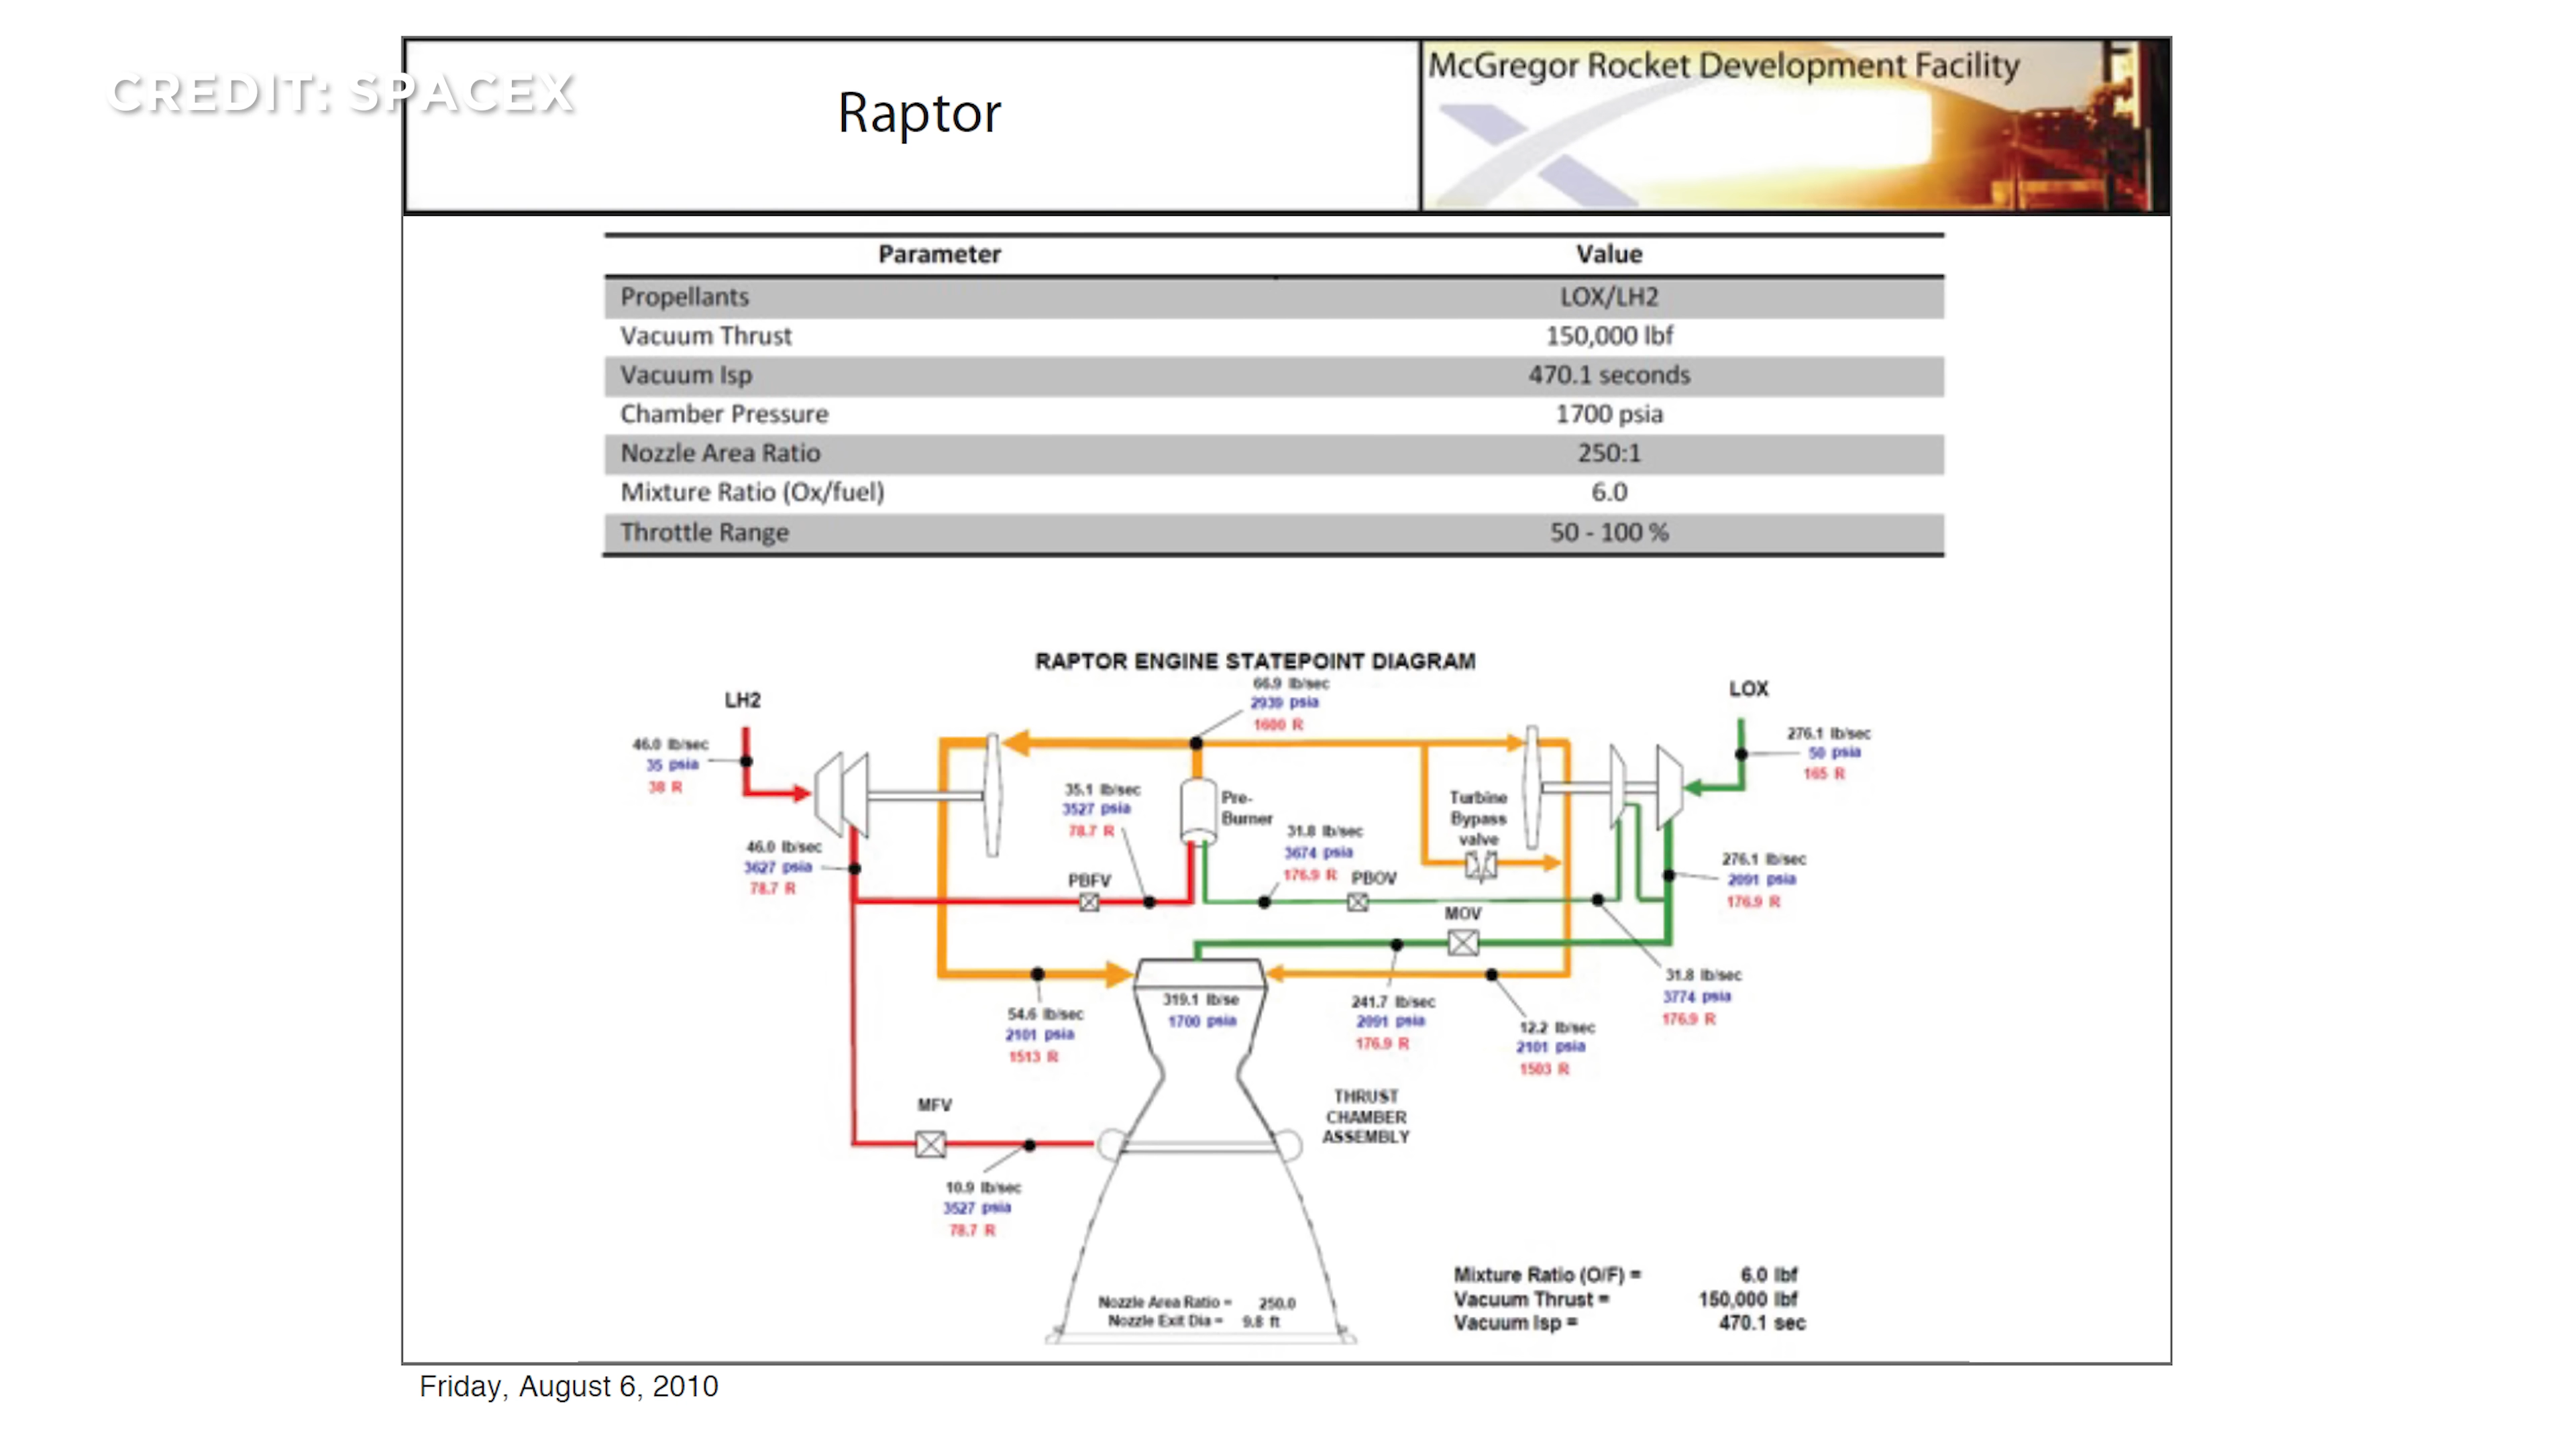 CREDIT: SPACEX
Raptor
McGregor Rocket Development Facility
Parameter Value
Propellants LOX/LH2
Vacuum Thrust 150,000 lbf
Vacuum Isp 470.1 seconds
Chamber Pressure 1700 psia
Nozzle Area Ratio 250:1
Mixture Ratio (Ox/fuel) 6.0
Throttle Range 50 - 100 %
RAPTOR ENGINE STATEPOINT DIAGRAM
66.9 lb/sec
2939 psia
1600 R
LH2
46.0 lb/sec
35 psia
38 R
LOX
276.1 lb/sec
50 psia
165 R
35.1 lb/sec
3527 psia
78.7 R
Pre-
Burner
Turbine
Bypass
valve
31.8 lb/sec
3674 psia
176.9 R
46.0 lb/sec
3627 psia
78.7 R
PBFV
PBOV
276.1 lb/sec
2091 psia
176.9 R
MOV
319.1 lb/se
1700 psia
54.6 lb/sec
2101 psia
1513 R
241.7 lb/sec
2091 psia
176.9 R
12.2 lb/sec
2101 psia
1503 R
31.8 lb/sec
3774 psia
176.9 R
MFV
THRUST
CHAMBER
ASSEMBLY
10.9 lb/sec
3527 psia
78.7 R
Nozzle Area Ratio = 250.0
Nozzle Exit Dia = 9.8 ft
Mixture Ratio (O/F) = 6.0 lbf
Vacuum Thrust = 150,000 lbf
Vacuum Isp = 470.1 sec
Friday, August 6, 2010